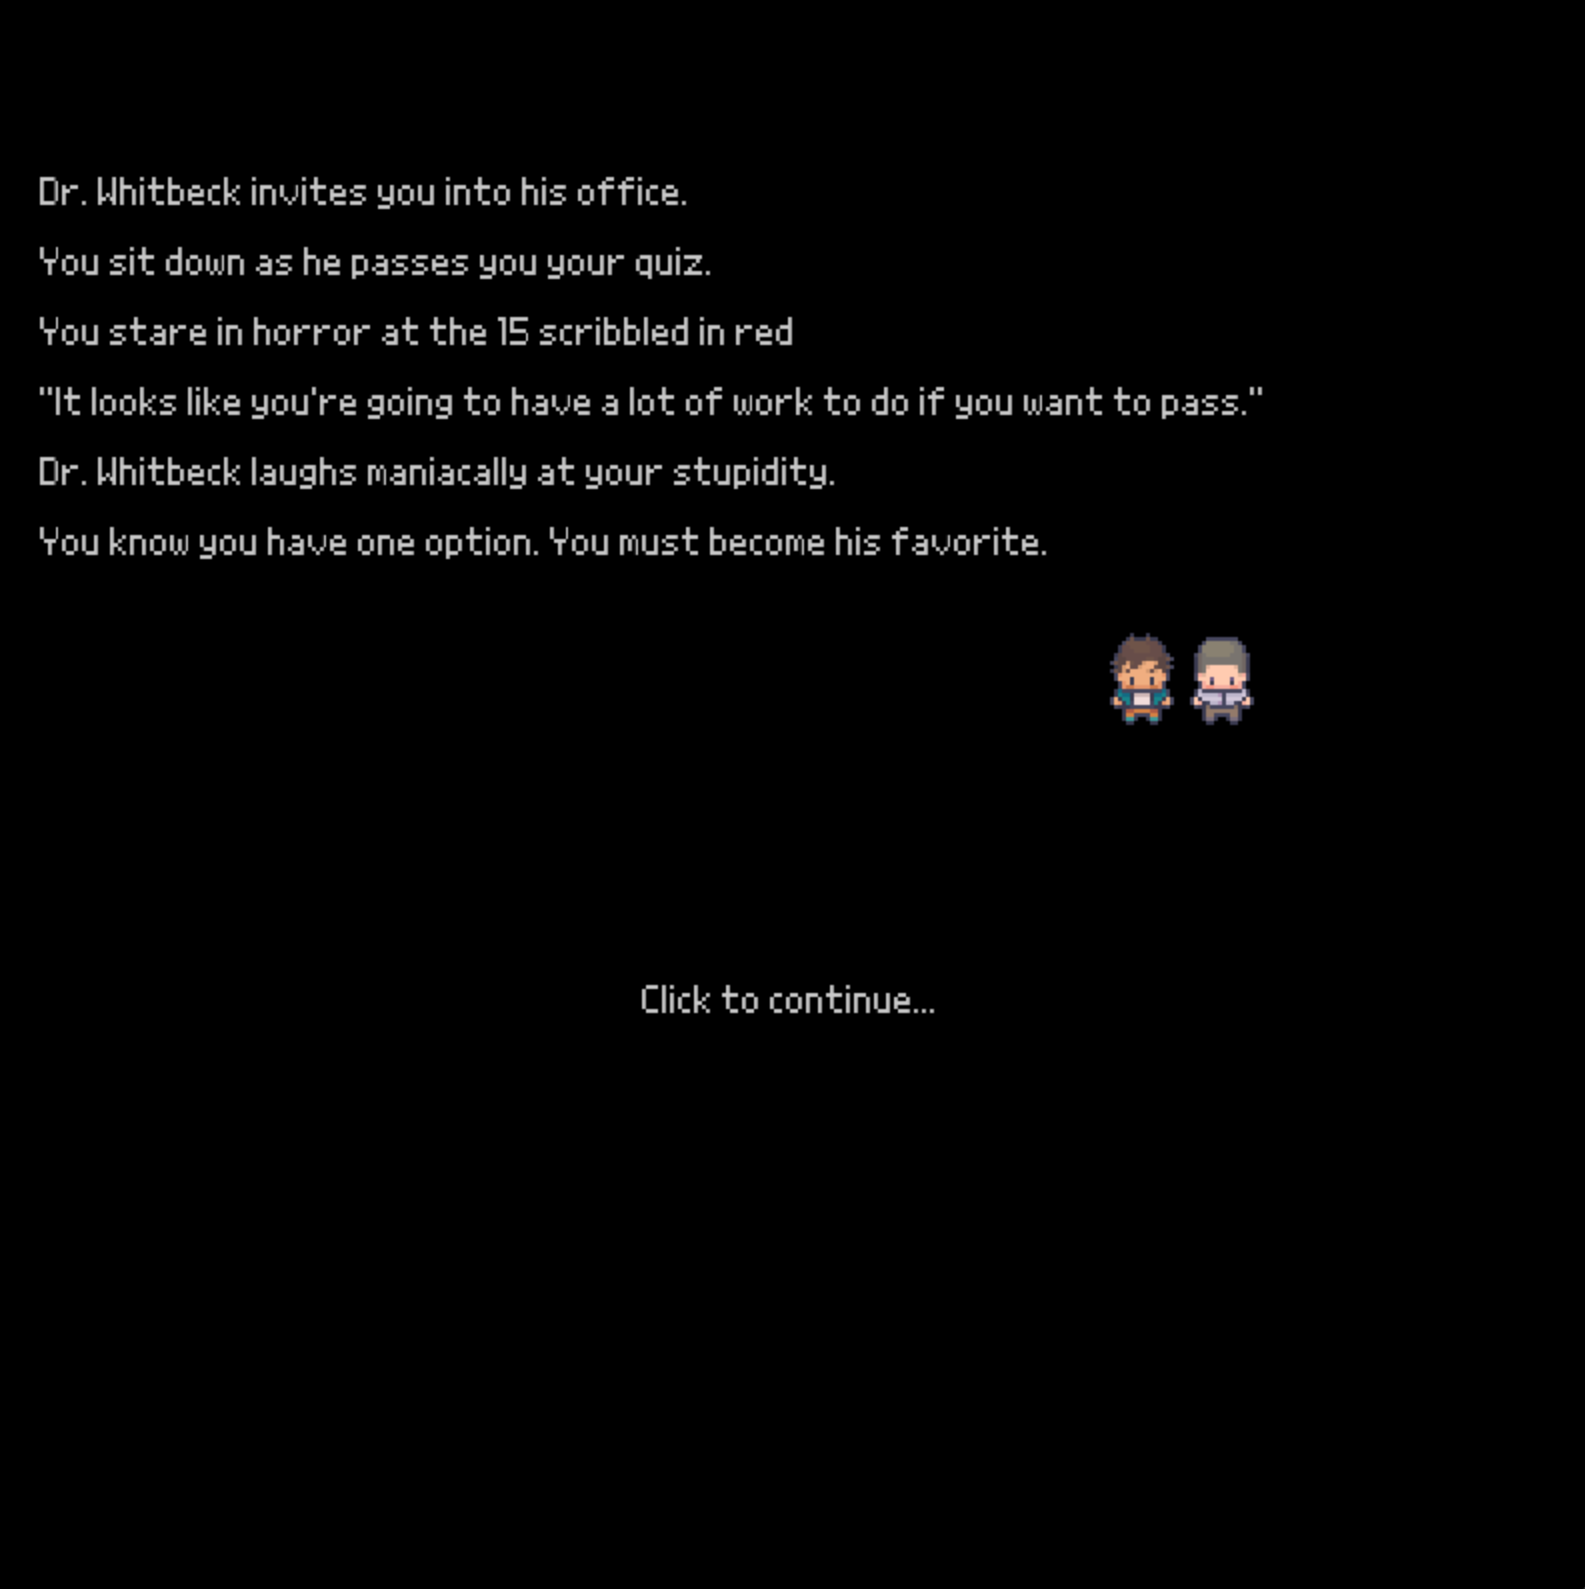 Dr. Whitbeck invites you into his office.
You sit down as he passes you your quiz.
You stare in horror at the 15 scribbled in red
"It looks like you're going to have a lot of work to do if you want to pass."
Dr. Whitbeck laughs maniacally at your stupidity.
You know you have one option. You must become his favorite.
Click to continue...